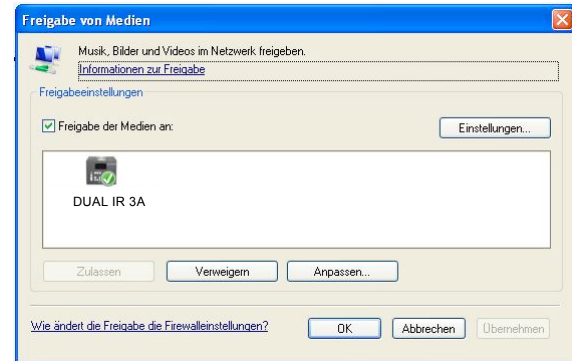 Freigabe von Medien
Musik, Bilder und Videos im Netzwerk freigeben.
Informationen zur Freigabe
Freigabeeinstellungen
Freigabe der Medien an:
Einstellungen...
DUAL IR 3A
Zulassen
Verweigern
Anpassen...
Wie ändert die Freigabe die Firewalleinstellungen?
OK
Abbrechen
Übernehmen